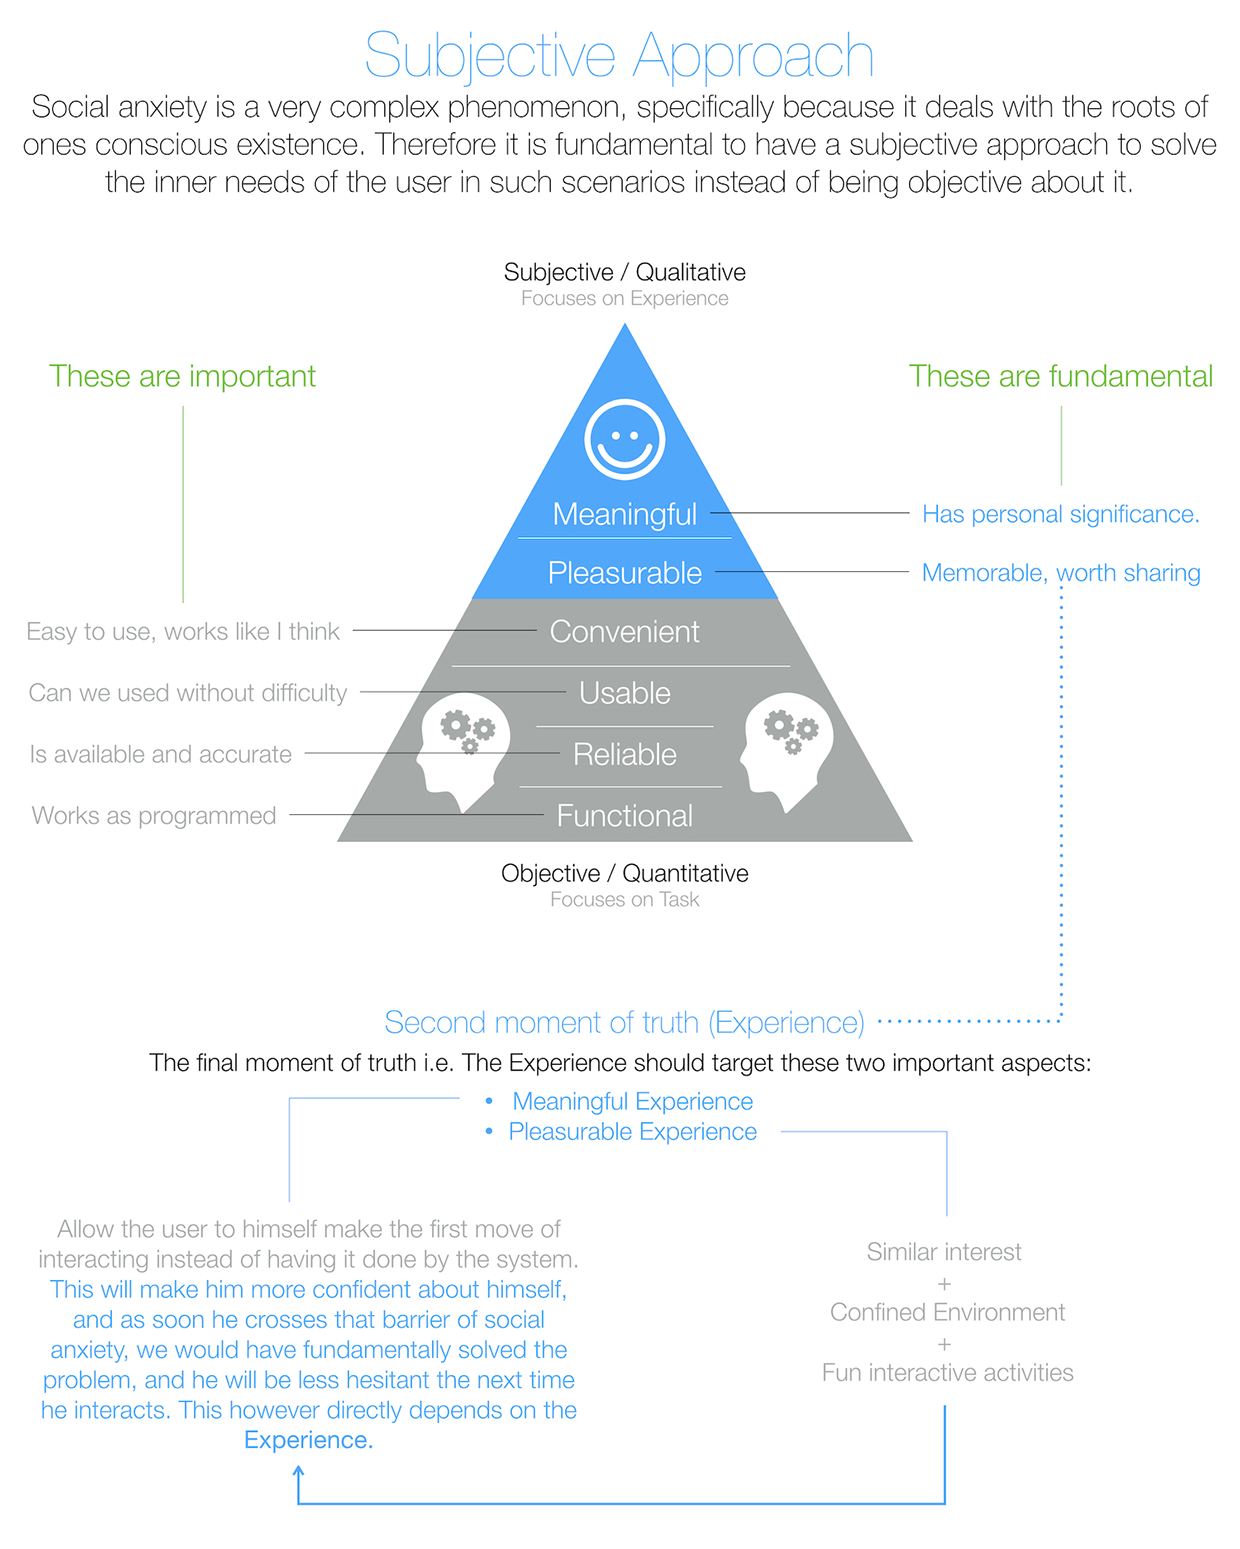 Subjective Approach
Social anxiety is a very complex phenomenon, specifically because it deals with the roots of
ones conscious existence. Therefore it is fundamental to have a subjective approach to solve
the inner needs of the user in such scenarios instead of being objective about it.
Subjective / Qualitative
Focuses on Experience
These are important
These are fundamental
Meaningful
Has personal significance.
Pleasurable
Memorable, worth sharing
Easy to use, works like I think
Convenient
Can we used without difficulty
Usable
Is available and accurate
Reliable
Works as programmed
Functional
Objective / Quantitative
Focuses on Task
Second moment of truth (Experience)
The final moment of truth i.e. The Experience should target these two important aspects:
• Meaningful Experience
• Pleasurable Experience
Allow the user to himself make the first move of
interacting instead of having it done by the system.
This will make him more confident about himself,
and as soon he crosses that barrier of social
anxiety, we would have fundamentally solved the
problem, and he will be less hesitant the next time
he interacts. This however directly depends on the
Experience.
Similar interest
+
Confined Environment
+
Fun interactive activities